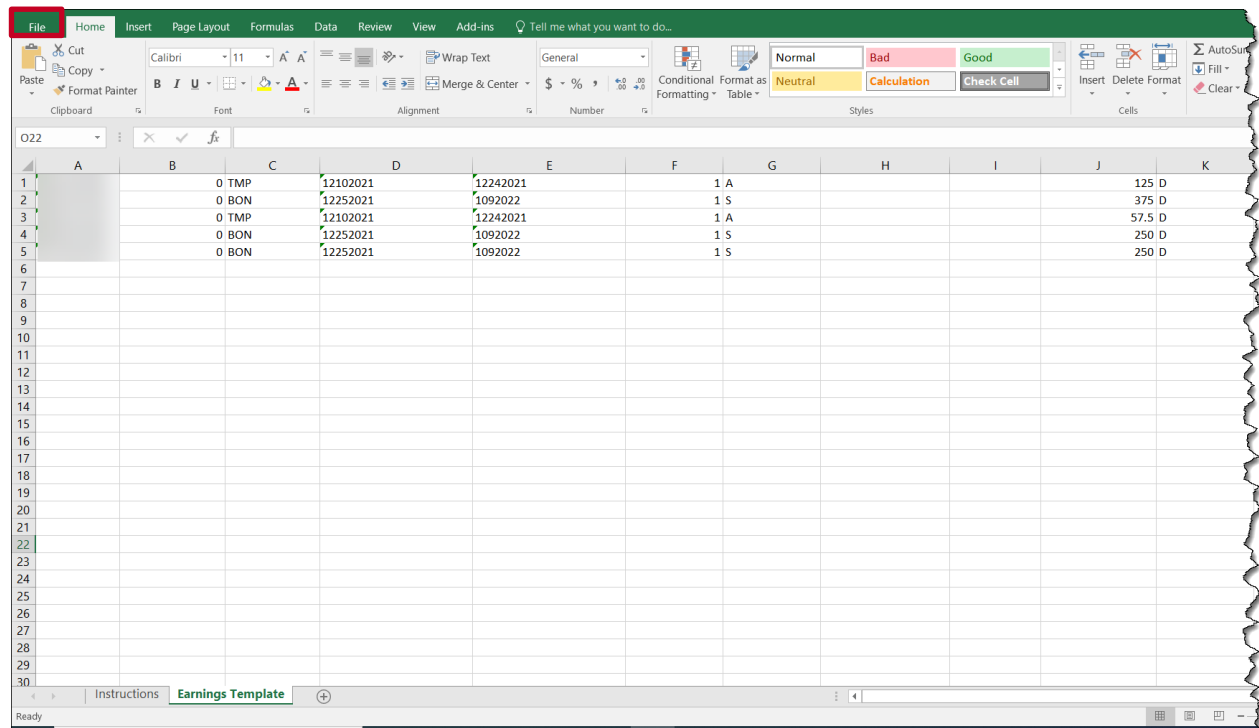 File Home Insert Page Layout Formulas Data Review View Add-ins Tell me what you want to do...
Cut
Copy
Format Painter
Paste
Clipboard
Calibri 11 A A
B I U A
Font
Wrap Text
Merge & Center
Alignment
General
$ % , .0 .00 .00 .0
Number
Conditional Formatting
Format as Table
Normal Bad Good
Neutral Calculation Check Cell
Styles
Insert Delete Format
Cells
Σ AutoSum
Fill
Clear
O22 fx
A B C D E F G H I J K
1 0 TMP 12102021 12242021 1 A 125 D
2 0 BON 12252021 1092022 1 S 375 D
3 0 TMP 12102021 12242021 1 A 57.5 D
4 0 BON 12252021 1092022 1 S 250 D
5 0 BON 12252021 1092022 1 S 250 D
6
7
8
9
10
11
12
13
14
15
16
17
18
19
20
21
22
23
24
25
26
27
28
29
30
Instructions Earnings Template
Ready